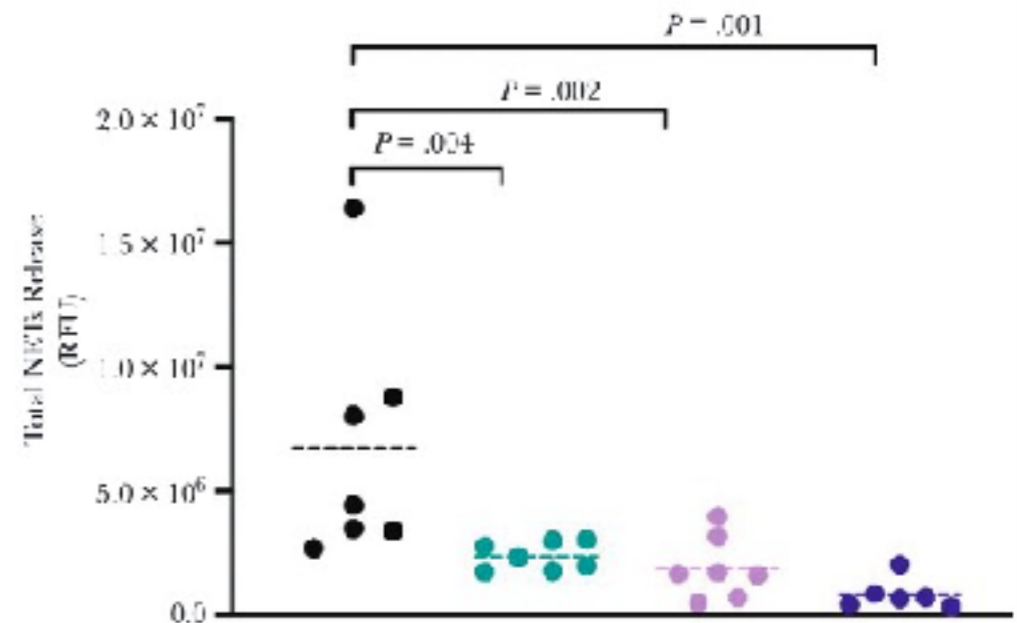 P = .001
P = .002
P = .004
2.0 × 10⁷
1.5 × 10⁷
1.0 × 10⁷
5.0 × 10⁶
0.0
Total NETs Release
(RFU)